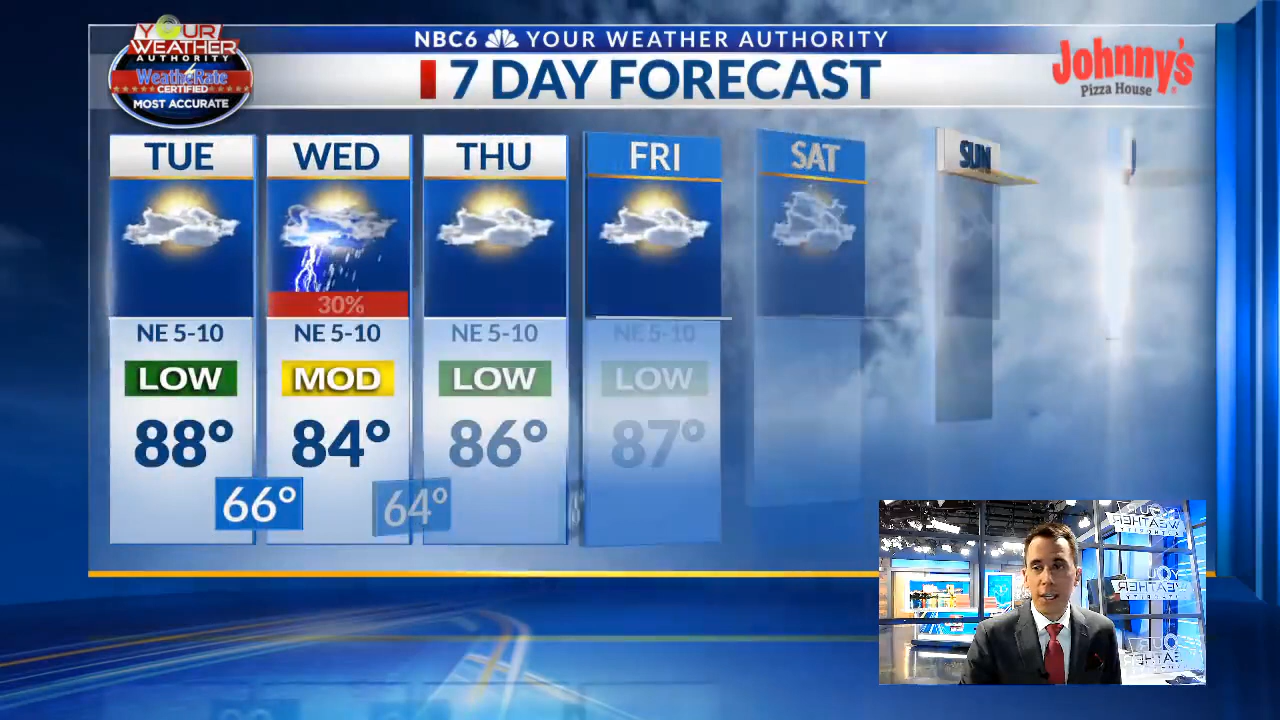 YOUR
WEATHER
AUTHORITY
WeatheRate
CERTIFIED
MOST ACCURATE
NBC6 YOUR WEATHER AUTHORITY
7 DAY FORECAST
Johnny's
Pizza House
TUE WED THU FRI SAT SUN
30%
NE 5-10 NE 5-10 NE 5-10 NE 5-10
LOW MOD LOW LOW
88° 84° 86° 87°
66° 64°